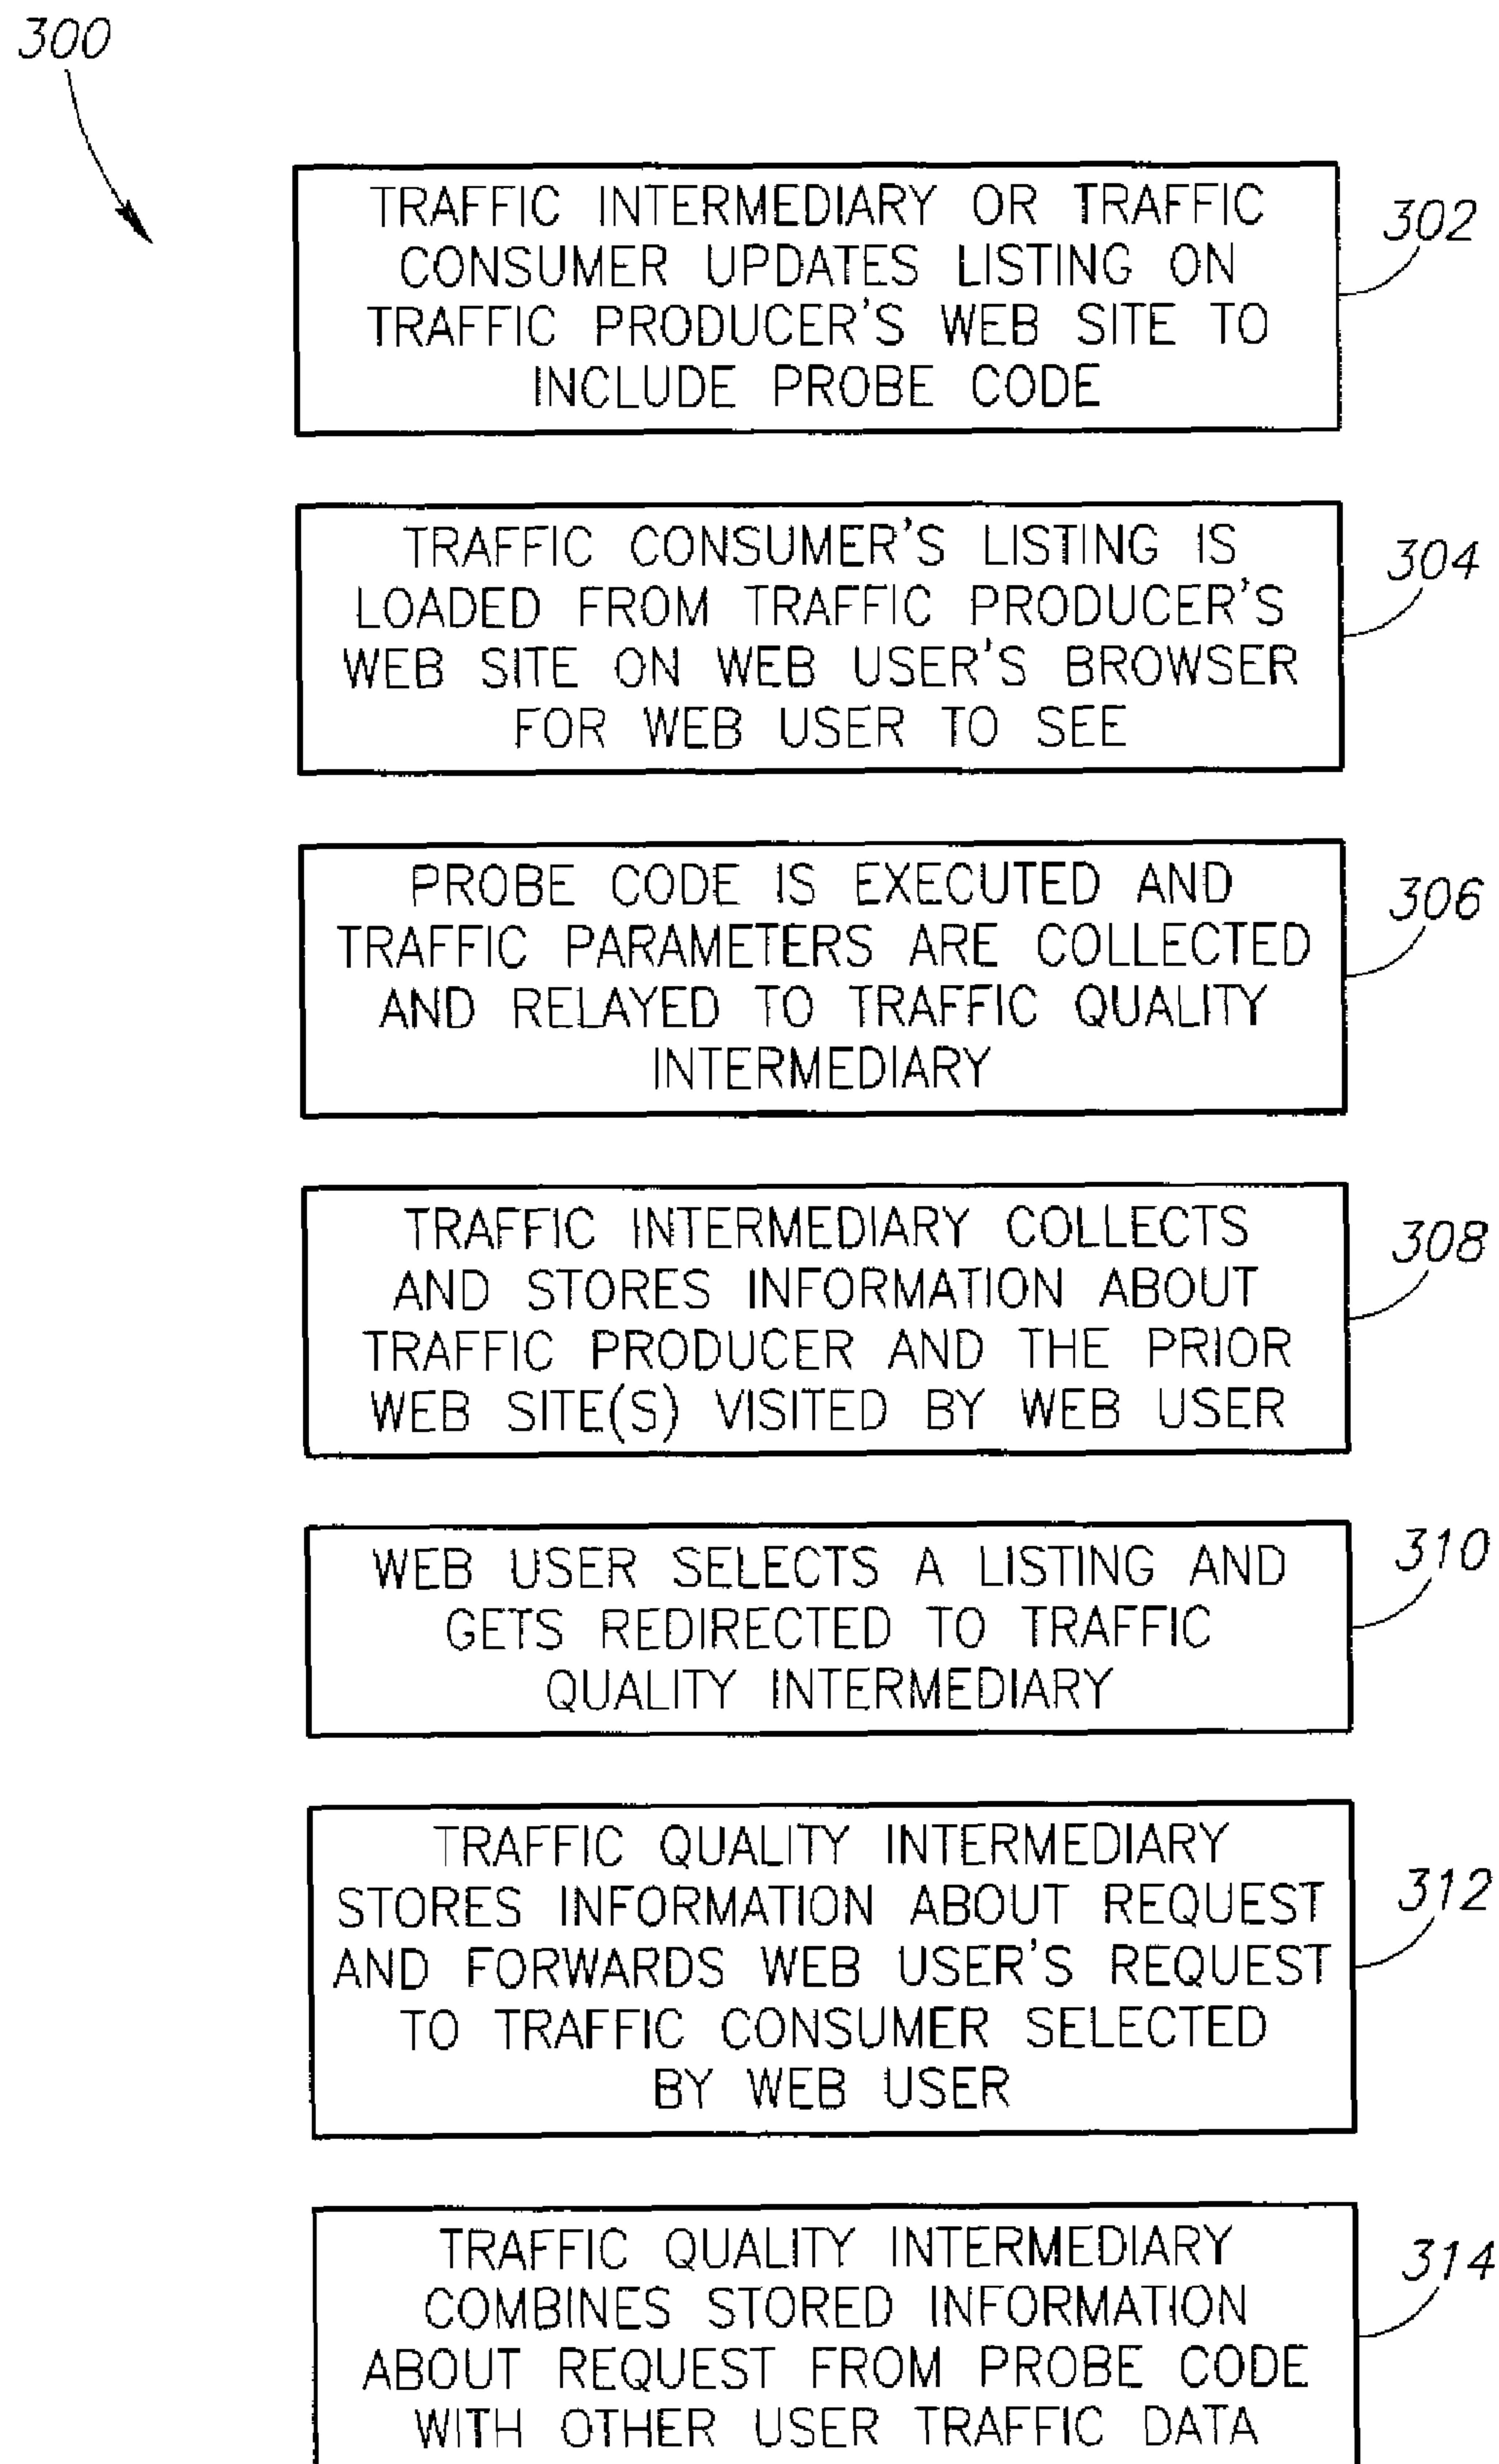 300
TRAFFIC INTERMEDIARY OR TRAFFIC
CONSUMER UPDATES LISTING ON
TRAFFIC PRODUCER'S WEB SITE TO
INCLUDE PROBE CODE
302
TRAFFIC CONSUMER'S LISTING IS
LOADED FROM TRAFFIC PRODUCER'S
WEB SITE ON WEB USER'S BROWSER
FOR WEB USER TO SEE
304
PROBE CODE IS EXECUTED AND
TRAFFIC PARAMETERS ARE COLLECTED
AND RELAYED TO TRAFFIC QUALITY
INTERMEDIARY
306
TRAFFIC INTERMEDIARY COLLECTS
AND STORES INFORMATION ABOUT
TRAFFIC PRODUCER AND THE PRIOR
WEB SITE(S) VISITED BY WEB USER
308
WEB USER SELECTS A LISTING AND
GETS REDIRECTED TO TRAFFIC
QUALITY INTERMEDIARY
310
TRAFFIC QUALITY INTERMEDIARY
STORES INFORMATION ABOUT REQUEST
AND FORWARDS WEB USER'S REQUEST
TO TRAFFIC CONSUMER SELECTED
BY WEB USER
312
TRAFFIC QUALITY INTERMEDIARY
COMBINES STORED INFORMATION
ABOUT REQUEST FROM PROBE CODE
WITH OTHER USER TRAFFIC DATA
314